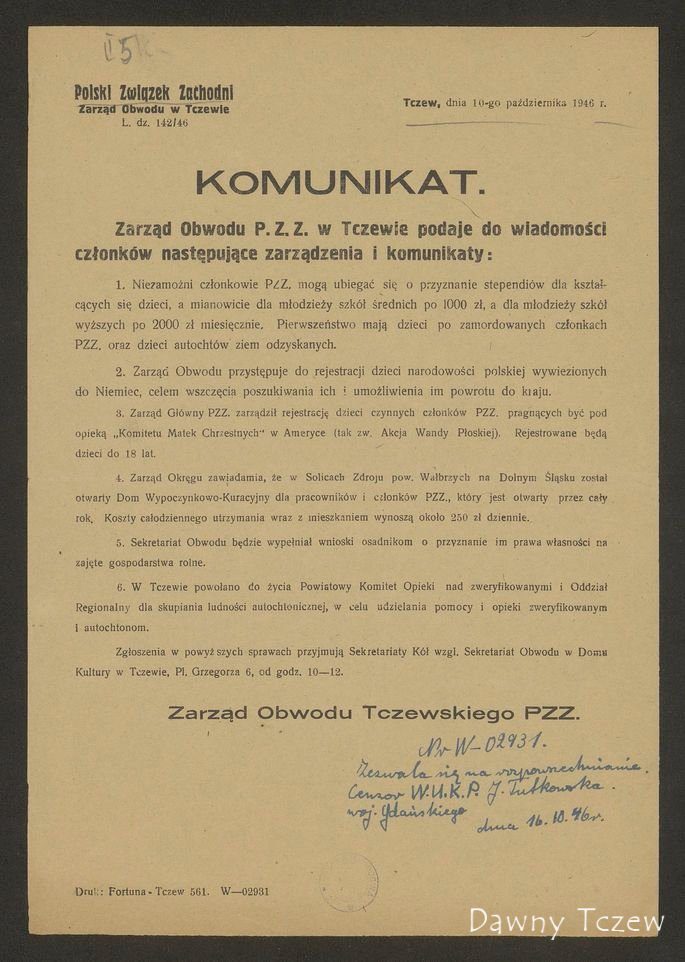 II 5k
Polski Związek Zachodni
Zarząd Obwodu w Tczewie
L. dz. 142/46
Tczew, dnia 10-go października 1946 r.
KOMUNIKAT.
Zarząd Obwodu P. Z. Z. w Tczewie podaje do wiadomości
członków następujące zarządzenia i komunikaty:
1. Niezamożni członkowie PZZ. mogą ubiegać się o przyznanie stependiów dla kształ-
cących się dzieci, a mianowicie dla młodzieży szkół średnich po 1000 zł, a dla młodzieży szkół
wyższych po 2000 zł miesięcznie. Pierwszeństwo mają dzieci po zamordowanych członkach
PZZ. oraz dzieci autochtów ziem odzyskanych.
2. Zarząd Obwodu przystępuje do rejestracji dzieci narodowości polskiej wywiezionych
do Niemiec, celem wszczęcia poszukiwania ich i umożliwienia im powrotu do kraju.
3. Zarząd Główny PZZ. zarządził rejestrację dzieci czynnych członków PZZ. pragnących być pod
opieką „Komitetu Matek Chrzestnych" w Ameryce (tak zw. Akcja Wandy Płoskiej). Rejestrowane będą
dzieci do 18 lat.
4. Zarząd Okręgu zawiadamia, że w Solicach Zdroju pow. Wałbrzych na Dolnym Śląsku został
otwarty Dom Wypoczynkowo-Kuracyjny dla pracowników i członków PZZ., który jest otwarty przez cały
rok, Koszty całodziennego utrzymania wraz z mieszkaniem wynoszą około 250 zł dziennie.
5. Sekretariat Obwodu będzie wypełniał wnioski osadnikom o przyznanie im prawa własności na
zajęte gospodarstwa rolne.
6. W Tczewie powołano do życia Powiatowy Komitet Opieki nad zweryfikowanymi i Oddział
Regionalny dla skupiania ludności autochtonicznej, w celu udzielania pomocy i opieki zweryfikowanym
i autochtonom.
Zgłoszenia w powyższych sprawach przyjmują Sekretariaty Kół wzgl. Sekretariat Obwodu w Domu
Kultury w Tczewie, Pl. Grzegorza 6, od godz. 10—12.
Zarząd Obwodu Tczewskiego PZZ.
Nr W-02931.
Zezwala się na rozpowszechnianie.
Cenzor W.U.K.P. J. Tutkowska.
woj. Gdańskiego
dnia 16.10.46r.
Druk: Fortuna - Tczew 561. W—02931
Dawny Tczew